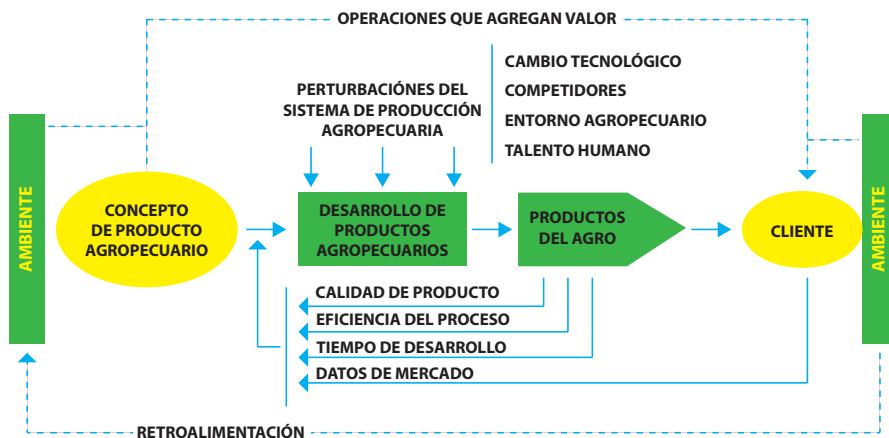 OPERACIONES QUE AGREGAN VALOR
PERTURBACIÓNES DEL
SISTEMA DE PRODUCCIÓN
AGROPECUARIA
CAMBIO TECNOLÓGICO
COMPETIDORES
ENTORNO AGROPECUARIO
TALENTO HUMANO
AMBIENTE
CONCEPTO
DE PRODUCTO
AGROPECUARIO
DESARROLLO DE
PRODUCTOS
AGROPECUARIOS
PRODUCTOS
DEL AGRO
CLIENTE
AMBIENTE
CALIDAD DE PRODUCTO
EFICIENCIA DEL PROCESO
TIEMPO DE DESARROLLO
DATOS DE MERCADO
RETROALIMENTACIÓN